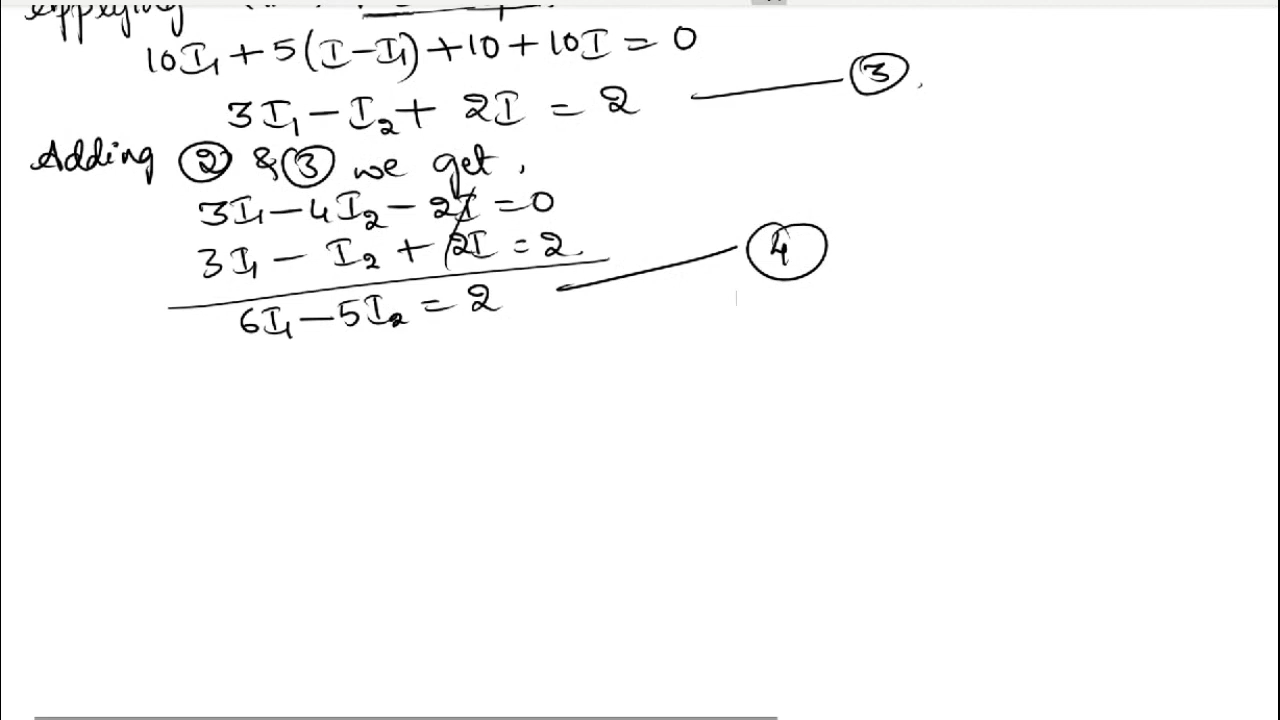 Applying
10I₁ + 5(I - I₁) + 10 + 10I = 0
3I₁ - I₂ + 2I = 2 ③.
Adding ② & ③ we get,
3I₁ - 4I₂ - 2I = 0
3I₁ - I₂ + 2I = 2.
6I₁ - 5I₂ = 2 ④